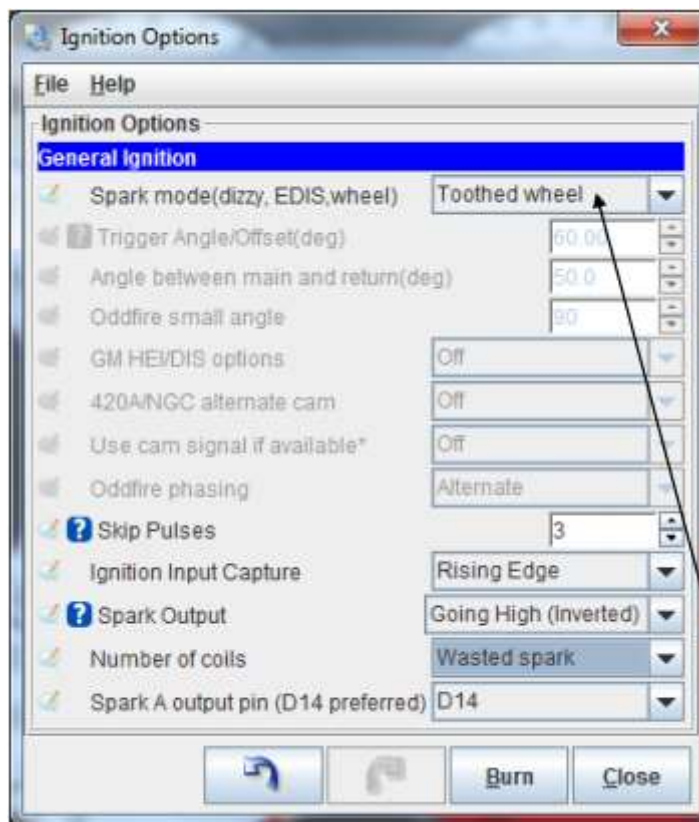 Ignition Options
File Help
Ignition Options
General Ignition
Spark mode(dizzy, EDIS,wheel) Toothed wheel
? Trigger Angle/Offset(deg) 60.00
Angle between main and return(deg) 50.0
Oddfire small angle 90
GM HEI/DIS options Off
420A/NGC alternate cam Off
Use cam signal if available* Off
Oddfire phasing Alternate
? Skip Pulses 3
Ignition Input Capture Rising Edge
? Spark Output Going High (Inverted)
Number of coils Wasted spark
Spark A output pin (D14 preferred) D14
Burn Close